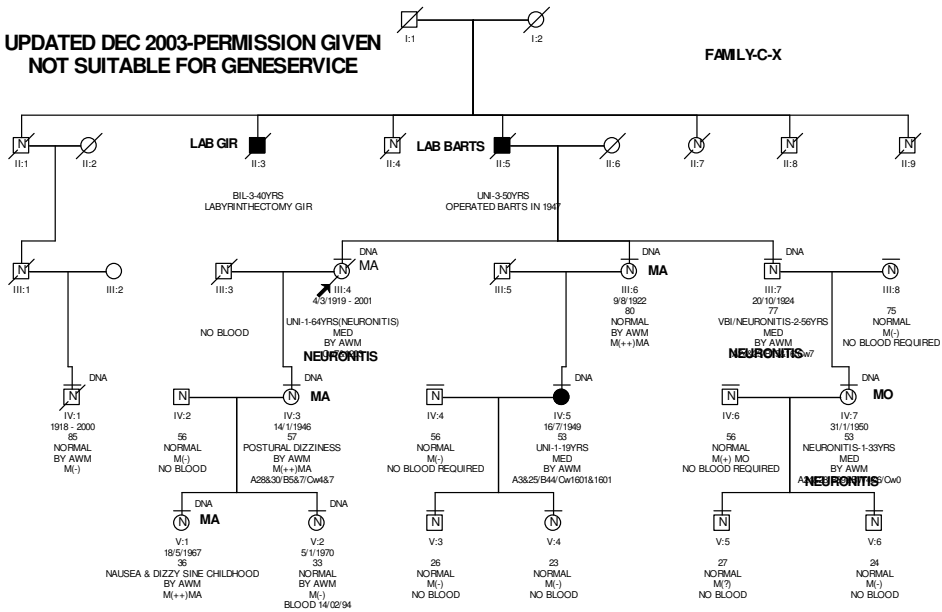 I:1
I:2
UPDATED DEC 2003-PERMISSION GIVEN
NOT SUITABLE FOR GENESERVICE
FAMILY-C-X
N
II:1
II:2
LAB GIR
II:3
N
II:4
LAB BARTS
II:5
II:6
N
II:7
N
II:8
N
II:9
BIL-3-40YRS
LABYRINTHECTOMY GIR
UNI-3-50YRS
OPERATED BARTS IN 1947
N
III:1
III:2
N
III:3
NO BLOOD
DNA
N
MA
III:4
4/3/1919 - 2001
UNI-1-64YRS(NEURONITIS)
MED
BY AWM
NEURONITIS
N
III:5
DNA
N
MA
III:6
9/8/1922
80
NORMAL
BY AWM
M(++)MA
DNA
N
III:7
20/10/1924
77
VBI/NEURONITIS-2-56YRS
MED
BY AWM
NEURONITIS
N
III:8
75
NORMAL
M(-)
NO BLOOD REQUIRED
DNA
N
IV:1
1918 - 2000
85
NORMAL
BY AWM
M(-)
N
IV:2
56
NORMAL
M(-)
NO BLOOD
DNA
N
MA
IV:3
14/1/1946
57
POSTURAL DIZZINESS
BY AWM
M(++)MA
A28&30/B5&7/Cw4&7
N
IV:4
56
NORMAL
M(-)
NO BLOOD REQUIRED
DNA
IV:5
16/7/1949
53
UNI-1-19YRS
MED
BY AWM
A3&25/B44/Cw1601&1601
N
IV:6
56
NORMAL
M(+) MO
NO BLOOD REQUIRED
DNA
N
MO
IV:7
31/1/1950
53
NEURONITIS-1-33YRS
MED
BY AWM
NEURONITIS
DNA
N
MA
V:1
18/5/1967
36
NAUSEA & DIZZY SINE CHILDHOOD
BY AWM
M(++)MA
DNA
N
V:2
5/1/1970
33
NORMAL
BY AWM
M(-)
BLOOD 14/02/94
N
V:3
26
NORMAL
M(-)
NO BLOOD
N
V:4
23
NORMAL
M(-)
NO BLOOD
N
V:5
27
NORMAL
M(?)
NO BLOOD
N
V:6
24
NORMAL
M(-)
NO BLOOD